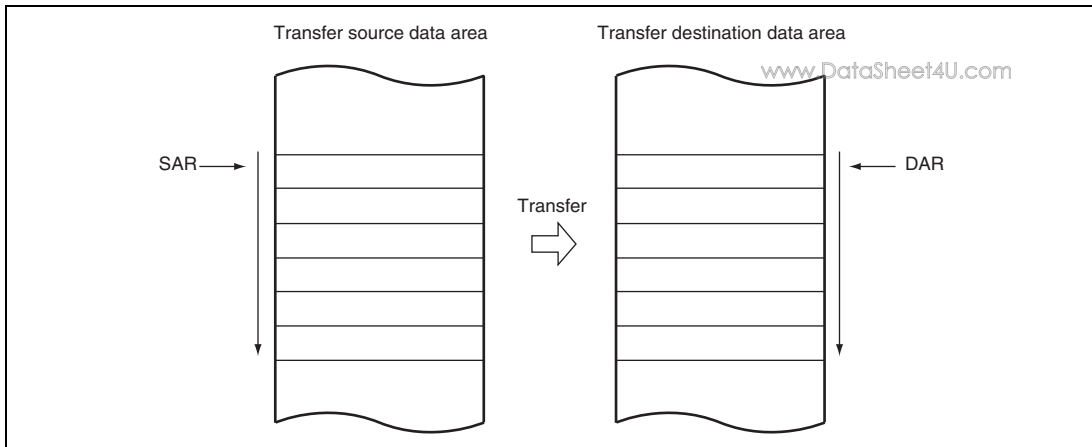 Transfer source data area
Transfer destination data area
www.DataSheet4U.com
SAR
DAR
Transfer